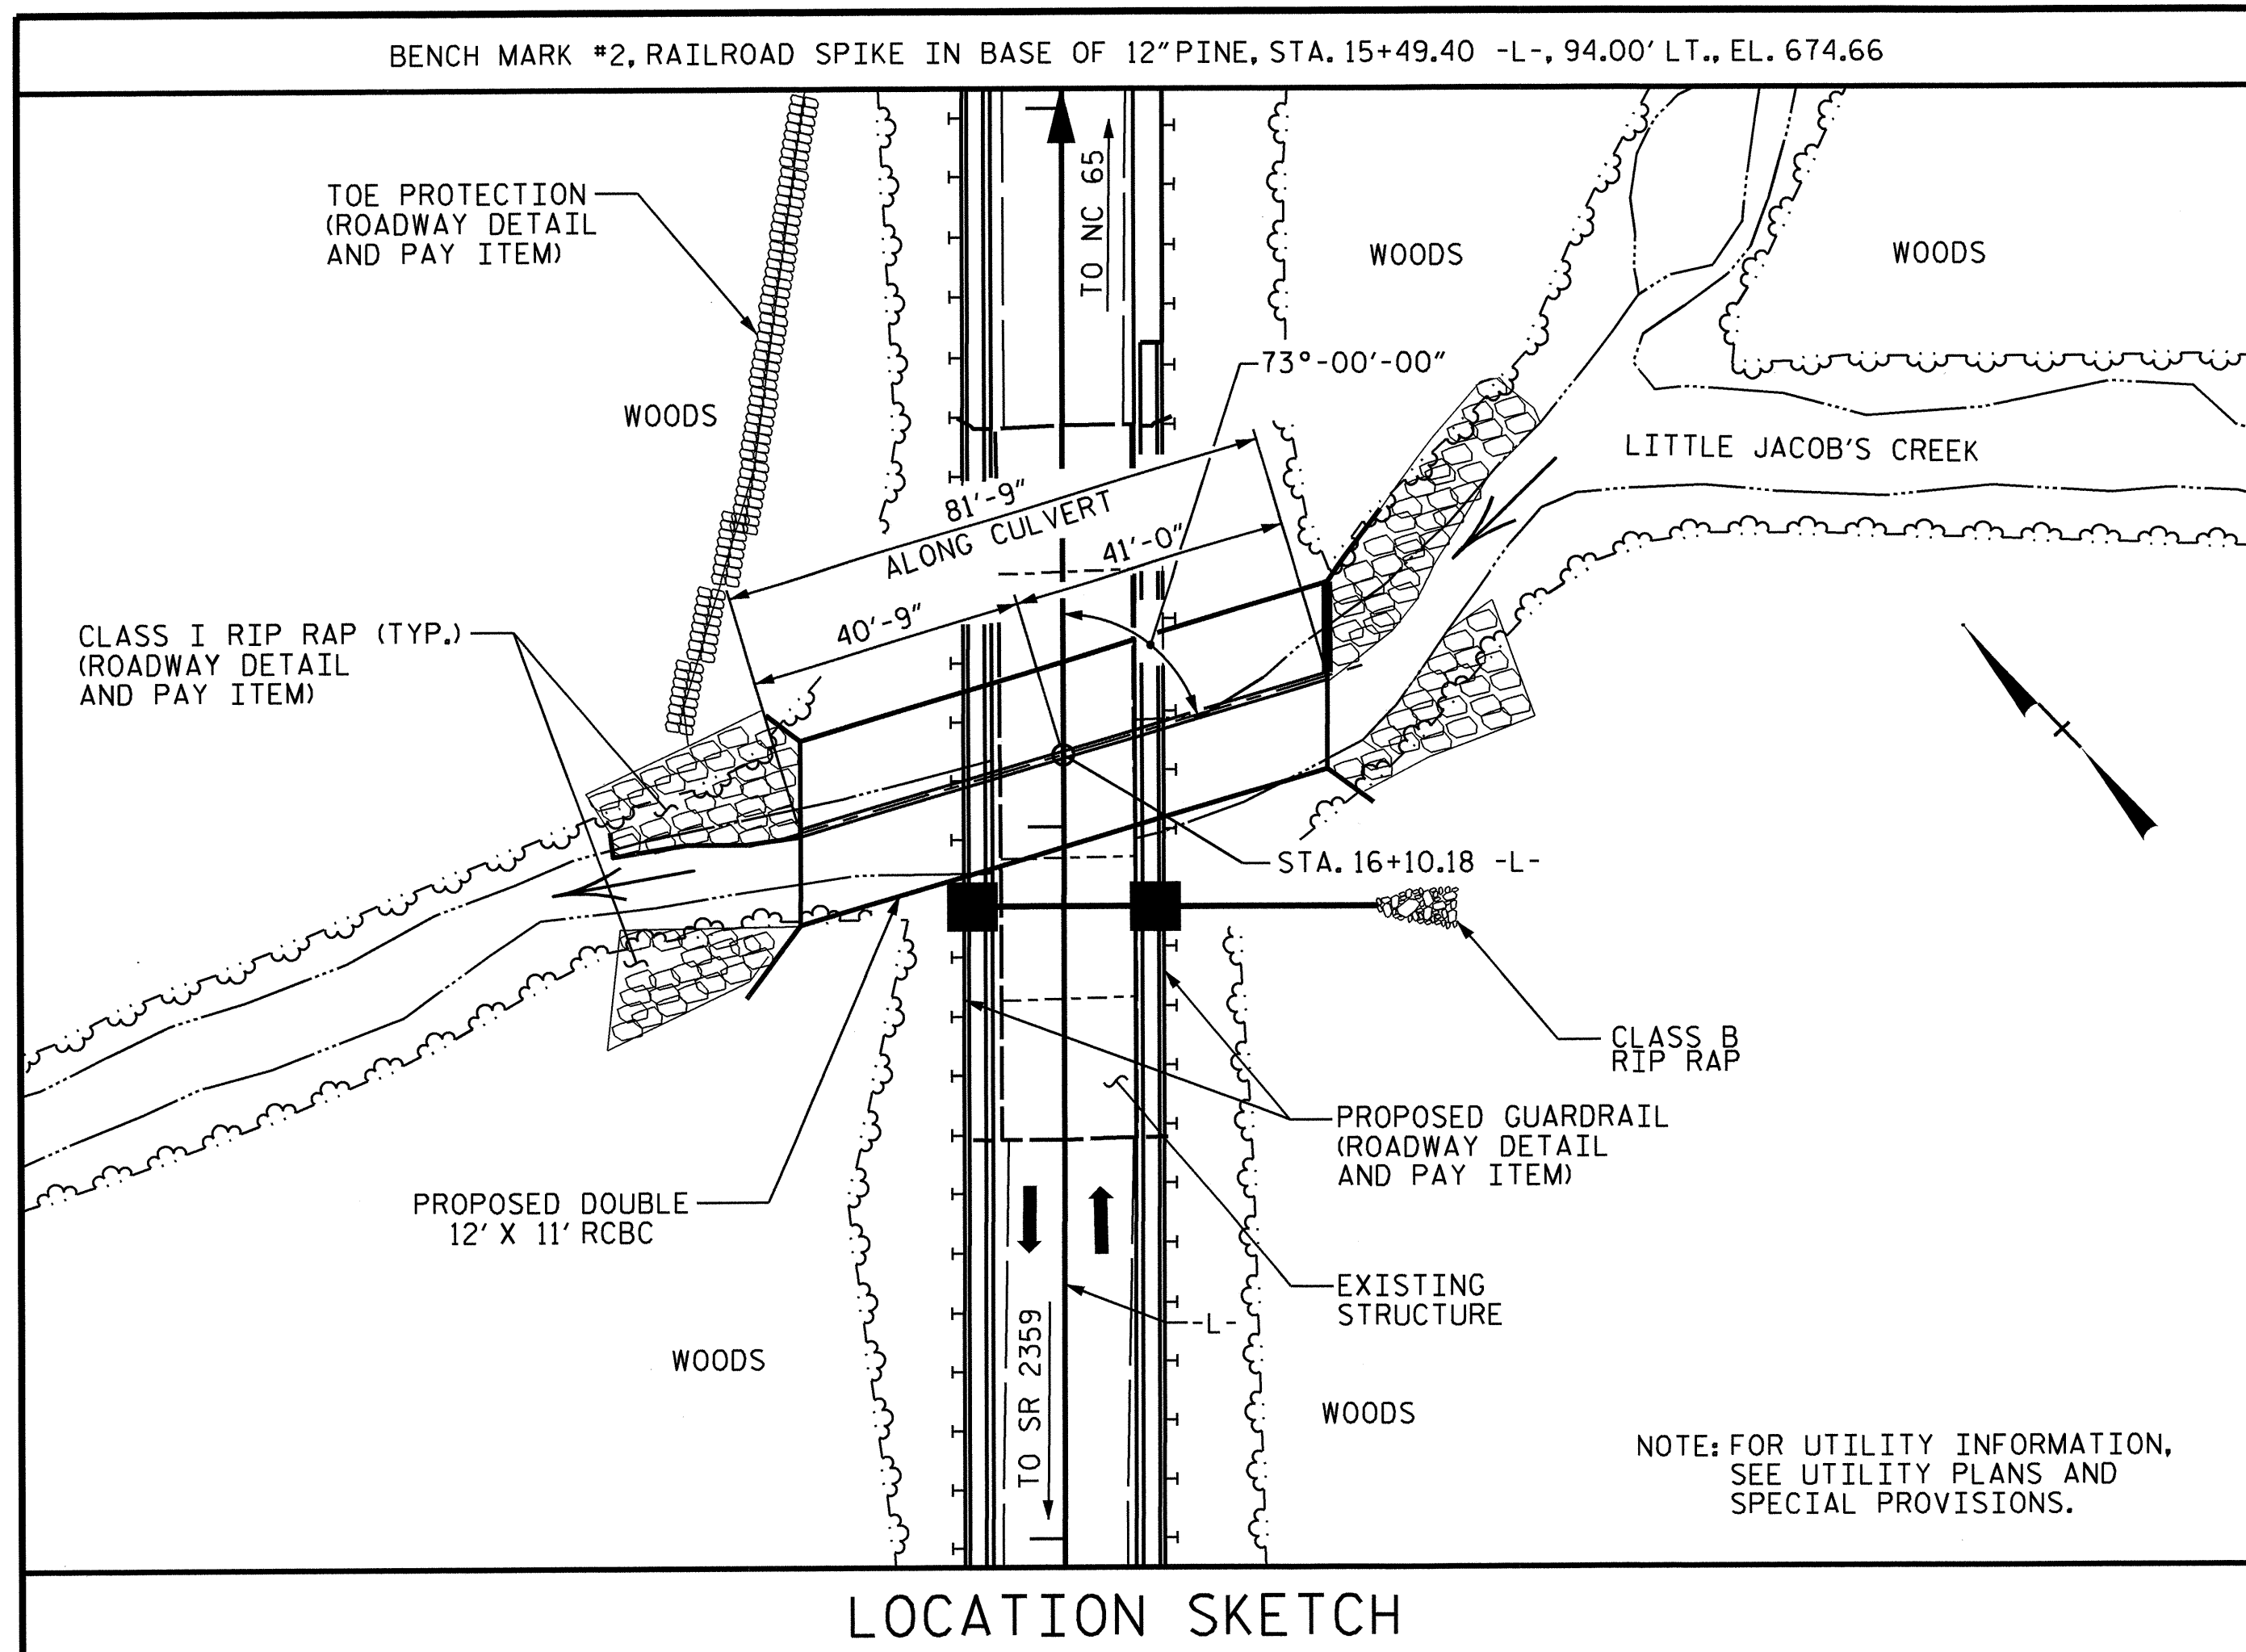 BENCH MARK #2, RAILROAD SPIKE IN BASE OF 12" PINE, STA. 15+49.40 -L-, 94.00' LT., EL. 674.66
TOE PROTECTION
(ROADWAY DETAIL
AND PAY ITEM)
TO NC 65
WOODS
WOODS
73°-00'-00"
WOODS
LITTLE JACOB'S CREEK
81'-9"
ALONG CULVERT
41'-0"
40'-9"
CLASS I RIP RAP (TYP.)
(ROADWAY DETAIL
AND PAY ITEM)
STA. 16+10.18 -L-
CLASS B
RIP RAP
PROPOSED GUARDRAIL
(ROADWAY DETAIL
AND PAY ITEM)
PROPOSED DOUBLE
12' X 11' RCBC
EXISTING
STRUCTURE
-L-
TO SR 2359
WOODS
WOODS
NOTE: FOR UTILITY INFORMATION,
SEE UTILITY PLANS AND
SPECIAL PROVISIONS.
LOCATION SKETCH